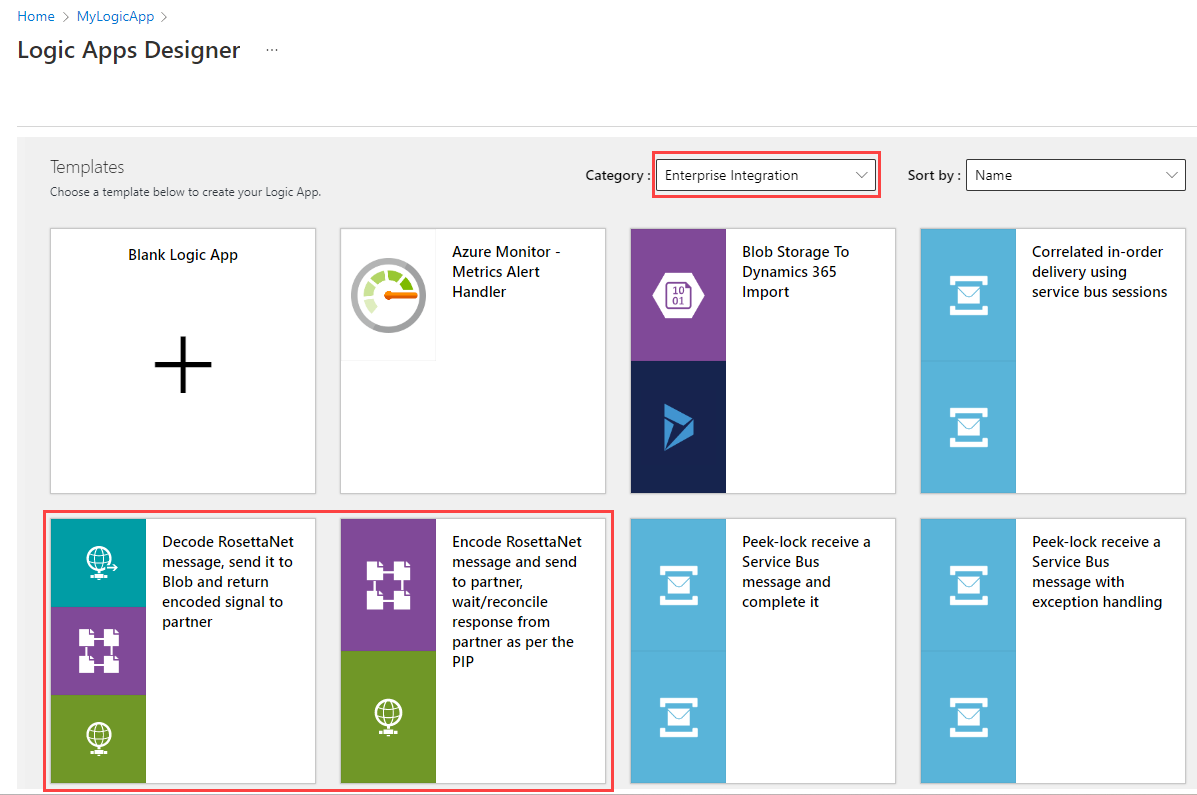 Home > MyLogicApp >
Logic Apps Designer ...
Templates
Choose a template below to create your Logic App.
Category : Enterprise Integration
Sort by : Name
Blank Logic App
Azure Monitor -
Metrics Alert
Handler
10
01
Blob Storage To
Dynamics 365
Import
Correlated in-order
delivery using
service bus sessions
Decode RosettaNet
message, send it to
Blob and return
encoded signal to
partner
Encode RosettaNet
message and send
to partner,
wait/reconcile
response from
partner as per the
PIP
Peek-lock receive a
Service Bus
message and
complete it
Peek-lock receive a
Service Bus
message with
exception handling